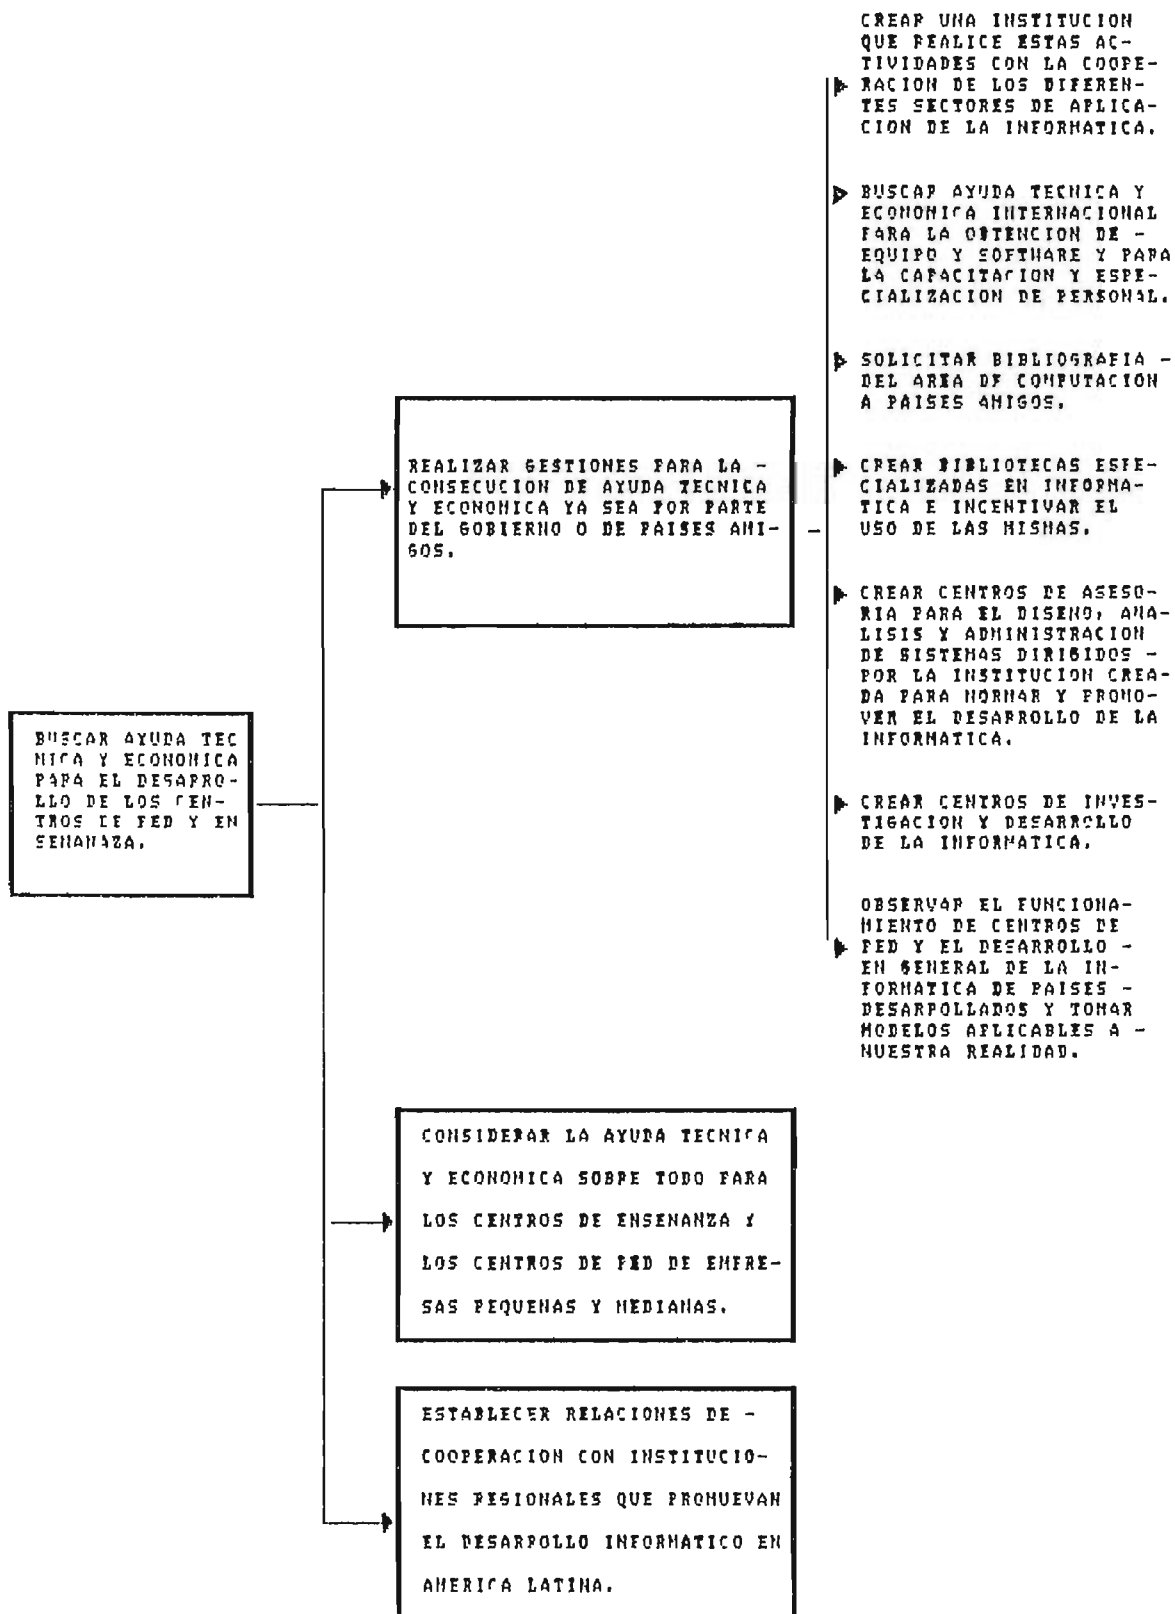 BUSCAR AYUDA TEC
NICA Y ECONOMICA
PARA EL DESARRO-
LLO DE LOS CEN-
TROS DE PED Y EN
SENANZA.
REALIZAR GESTIONES PARA LA -
CONSECUCION DE AYUDA TECNICA
Y ECONOMICA YA SEA POR PARTE
DEL GOBIERNO O DE PAISES AMI-
GOS.
CREAR UNA INSTITUCION
QUE REALICE ESTAS AC-
TIVIDADES CON LA COOPE-
RACION DE LOS DIFEREN-
TES SECTORES DE APLICA-
CION DE LA INFORMATICA.
BUSCAR AYUDA TECNICA Y
ECONOMICA INTERNACIONAL
PARA LA OBTENCION DE -
EQUIPO Y SOFTWARE Y PARA
LA CAPACITACION Y ESPE-
CIALIZACION DE PERSONAL.
SOLICITAR BIBLIOGRAFIA -
DEL AREA DE COMPUTACION
A PAISES AMIGOS.
CREAR BIBLIOTECAS ESPE-
CIALIZADAS EN INFORMA-
TICA E INCENTIVAR EL
USO DE LAS MISMAS.
CREAR CENTROS DE ASESO-
RIA PARA EL DISENO, ANA-
LISIS Y ADMINISTRACION
DE SISTEMAS DIRIGIDOS -
POR LA INSTITUCION CREA-
DA PARA NORMAR Y PROMO-
VER EL DESARROLLO DE LA
INFORMATICA.
CREAR CENTROS DE INVES-
TIGACION Y DESARROLLO
DE LA INFORMATICA.
OBSERVAR EL FUNCIONA-
MIENTO DE CENTROS DE
PED Y EL DESARROLLO -
EN GENERAL DE LA IN-
FORMATICA DE PAISES -
DESARROLLADOS Y TOMAR
MODELOS APLICABLES A -
NUESTRA REALIDAD.
CONSIDERAR LA AYUDA TECNICA
Y ECONOMICA SOBRE TODO PARA
LOS CENTROS DE ENSENANZA Y
LOS CENTROS DE PED DE EMPRE-
SAS PEQUENAS Y MEDIANAS.
ESTABLECER RELACIONES DE -
COOPERACION CON INSTITUCIO-
NES REGIONALES QUE PROMUEVAN
EL DESARROLLO INFORMATICO EN
AMERICA LATINA.